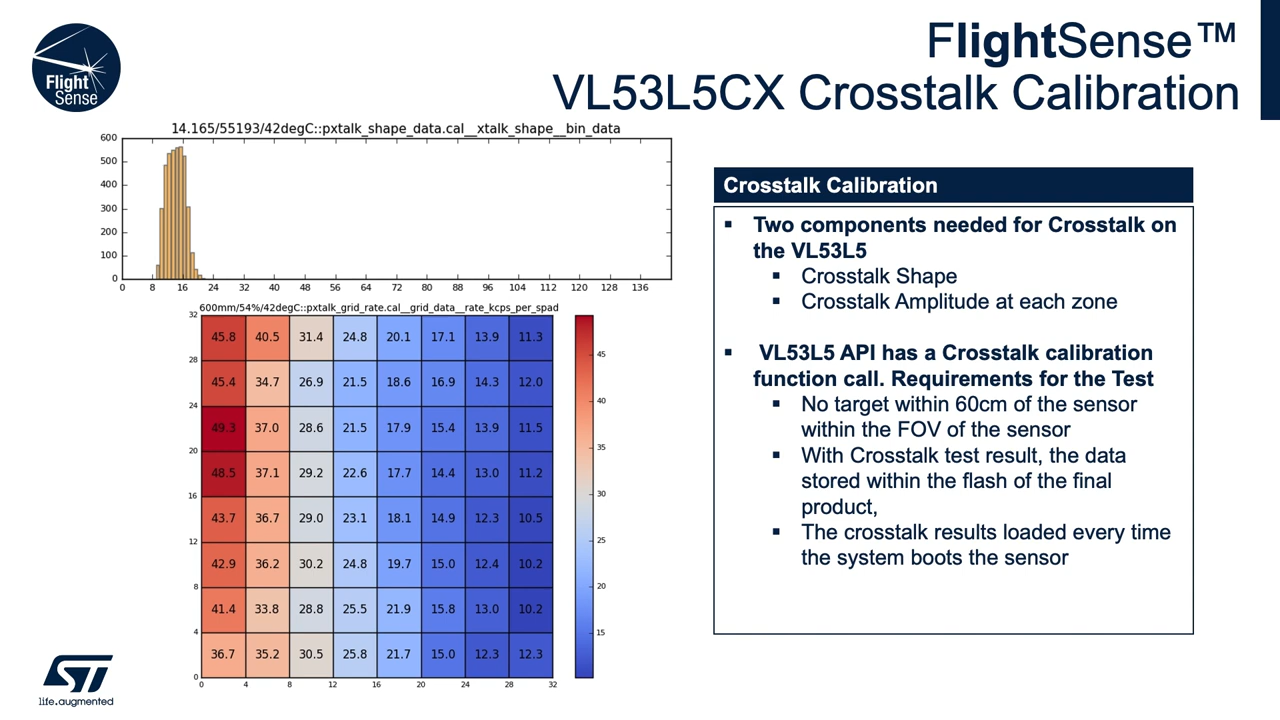 FlightSense™
VL53L5CX Crosstalk Calibration
Flight
Sense
14.165/55193/42degC::pxtalk_shape_data.cal__xtalk_shape__bin_data
600
500
400
300
200
100
0
0 8 16 24 32 40 48 56 64 72 80 88 96 104 112 120 128 136
600mm/54%/42degC::pxtalk_grid_rate.cal__grid_data__rate_kcps_per_spad
32
28
24
20
16
12
8
4
0
45.8 40.5 31.4 24.8 20.1 17.1 13.9 11.3
45.4 34.7 26.9 21.5 18.6 16.9 14.3 12.0
49.3 37.0 28.6 21.5 17.9 15.4 13.9 11.5
48.5 37.1 29.2 22.6 17.7 14.4 13.0 11.2
43.7 36.7 29.0 23.1 18.1 14.9 12.3 10.5
42.9 36.2 30.2 24.8 19.7 15.0 12.4 10.2
41.4 33.8 28.8 25.5 21.9 15.8 13.0 10.2
36.7 35.2 30.5 25.8 21.7 15.0 12.3 12.3
0 4 8 12 16 20 24 28 32
45
40
35
30
25
20
15
Crosstalk Calibration
▪ Two components needed for Crosstalk on
the VL53L5
▪ Crosstalk Shape
▪ Crosstalk Amplitude at each zone
▪ VL53L5 API has a Crosstalk calibration
function call. Requirements for the Test
▪ No target within 60cm of the sensor
within the FOV of the sensor
▪ With Crosstalk test result, the data
stored within the flash of the final
product,
▪ The crosstalk results loaded every time
the system boots the sensor
ST
life.augmented